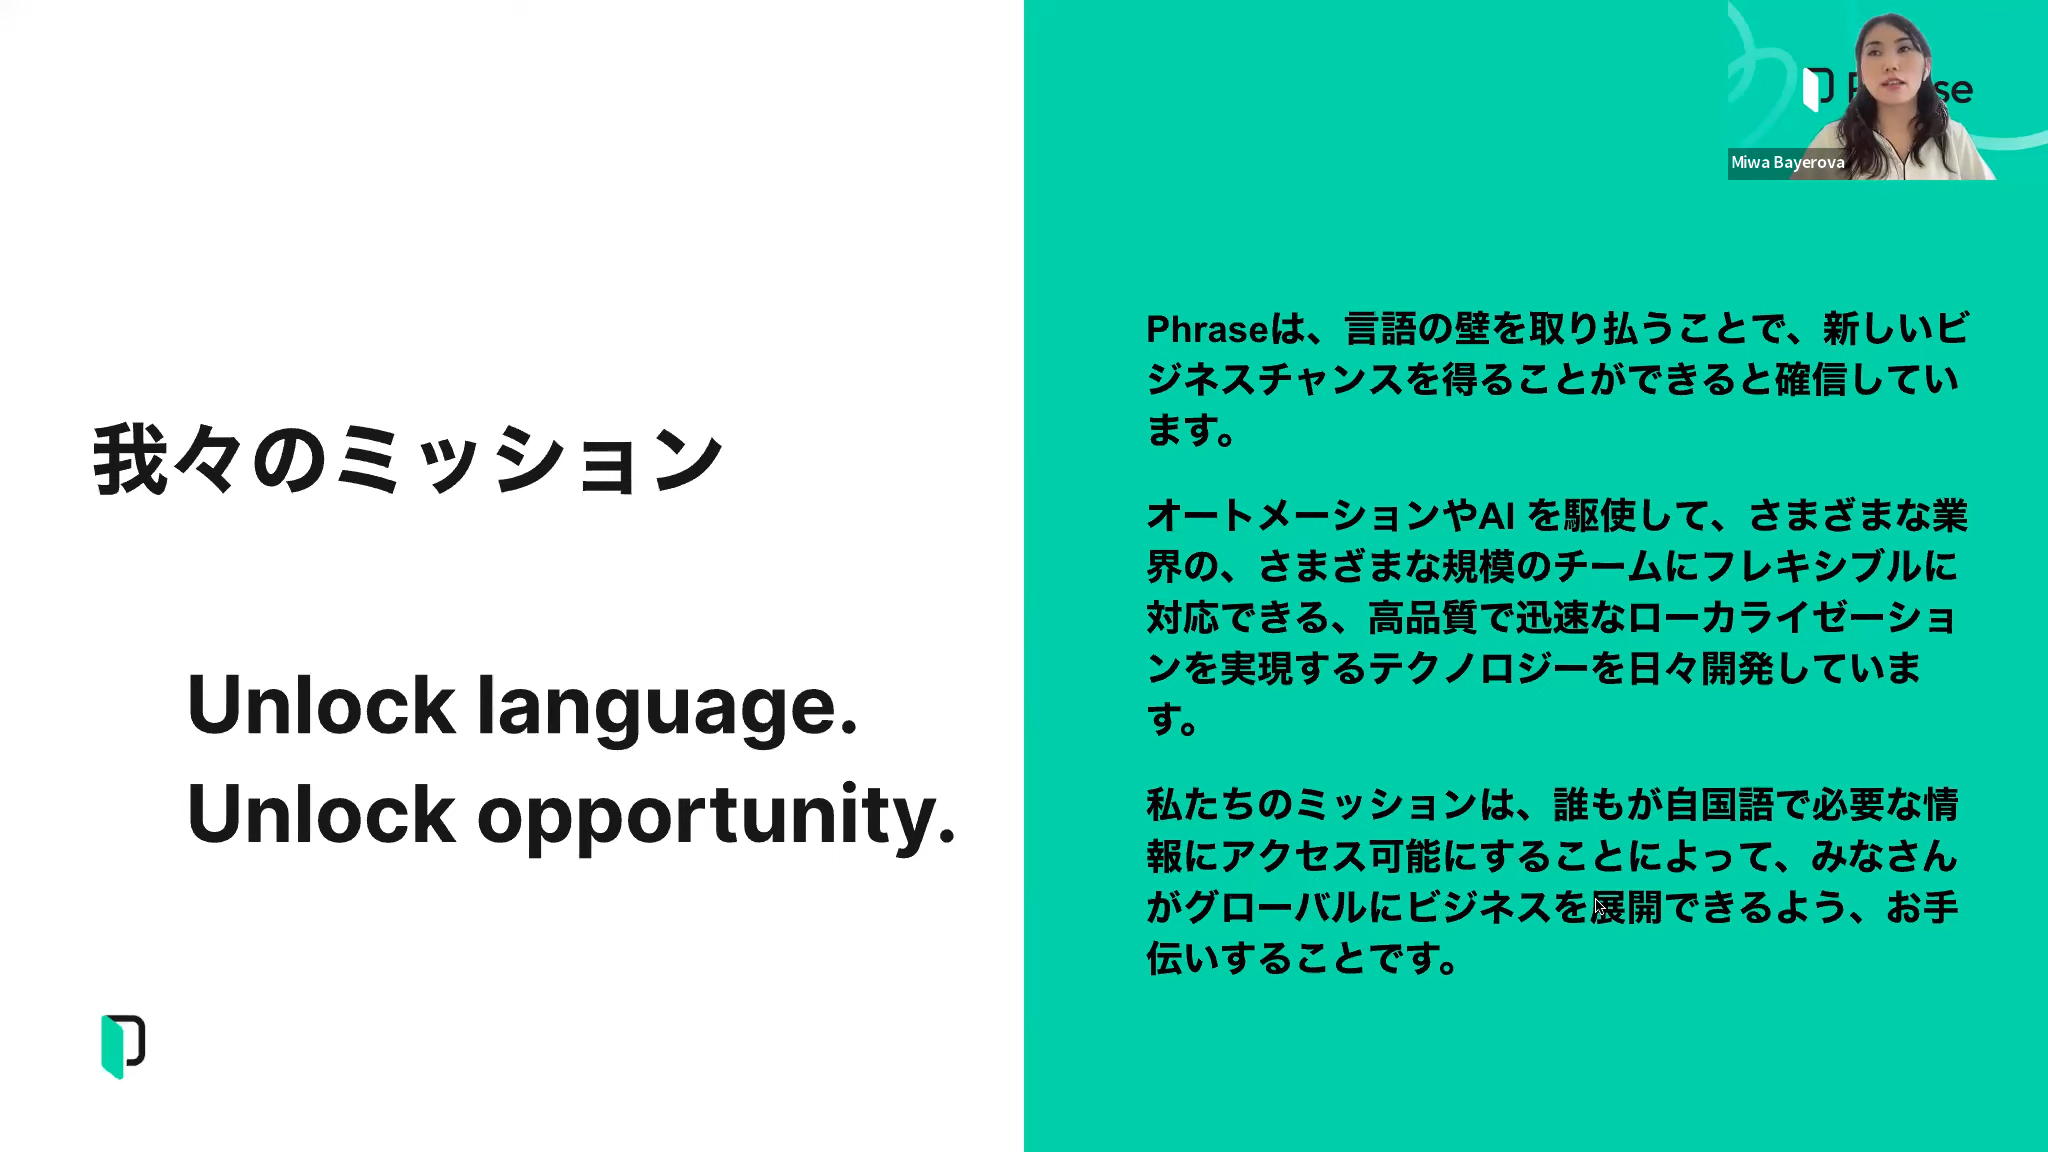 我々のミッション
Unlock language.
Unlock opportunity.
Miwa Bayerova
Phraseは、言語の壁を取り払うことで、新しいビ
ジネスチャンスを得ることができると確信してい
ます。
オートメーションやAI を駆使して、さまざまな業
界の、さまざまな規模のチームにフレキシブルに
対応できる、高品質で迅速なローカライゼーショ
ンを実現するテクノロジーを日々開発していま
す。
私たちのミッションは、誰もが自国語で必要な情
報にアクセス可能にすることによって、みなさん
がグローバルにビジネスを展開できるよう、お手
伝いすることです。